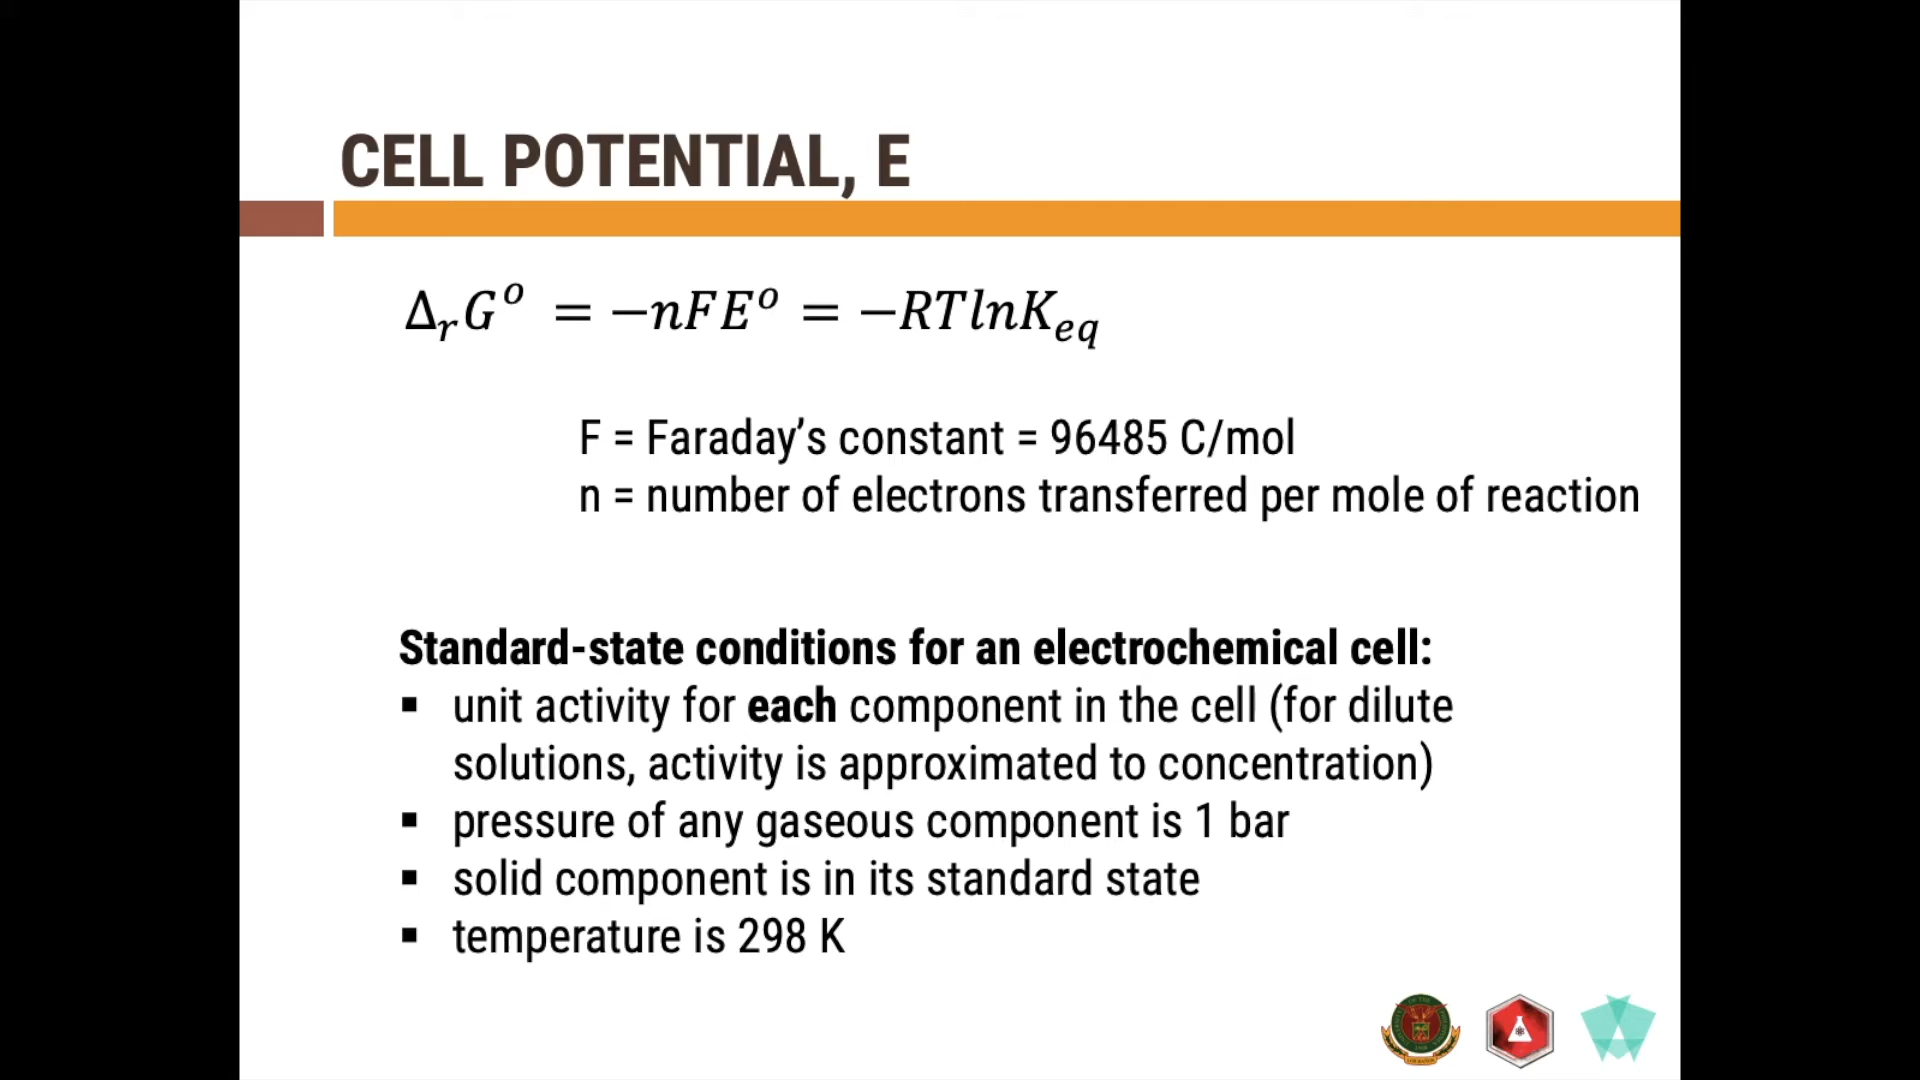 CELL POTENTIAL, E
ΔᵣG° = −nFE° = −RTlnKeq
F = Faraday’s constant = 96485 C/mol
n = number of electrons transferred per mole of reaction
Standard-state conditions for an electrochemical cell:
▪ unit activity for each component in the cell (for dilute
solutions, activity is approximated to concentration)
▪ pressure of any gaseous component is 1 bar
▪ solid component is in its standard state
▪ temperature is 298 K